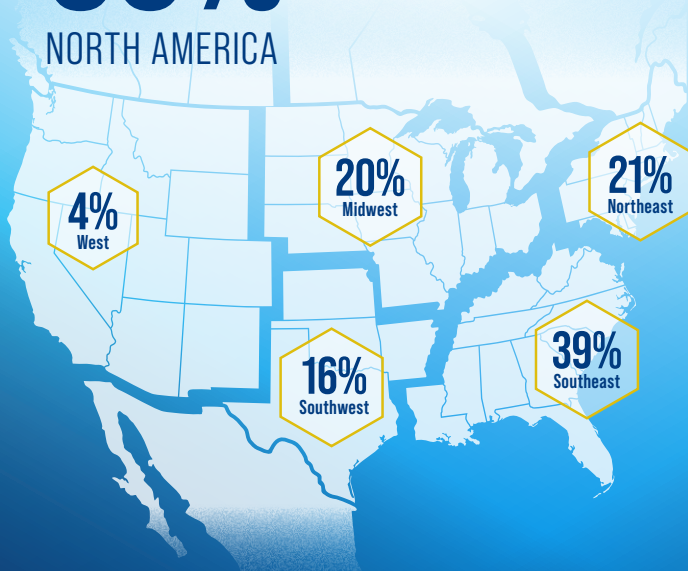 NORTH AMERICA
20%
Midwest
21%
Northeast
4%
West
39%
Southeast
16%
Southwest